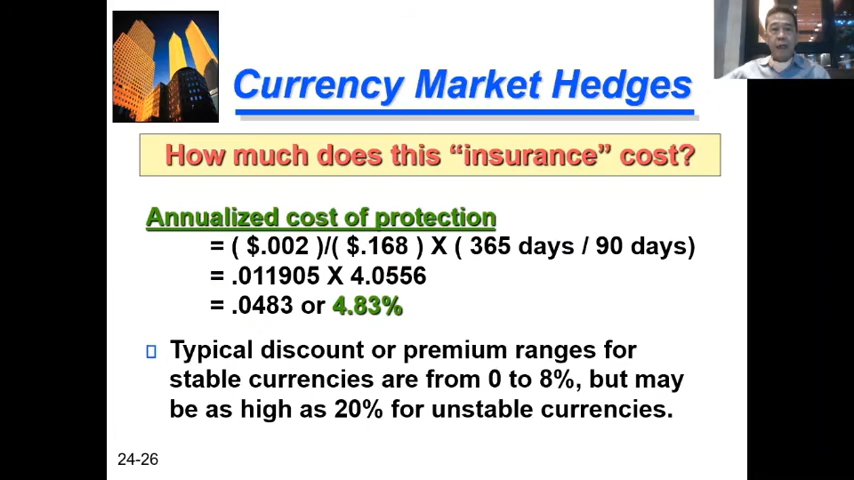 Currency Market Hedges
How much does this “insurance” cost?
Annualized cost of protection
= ( $.002 )/( $.168 ) X ( 365 days / 90 days)
= .011905 X 4.0556
= .0483 or 4.83%
Typical discount or premium ranges for
stable currencies are from 0 to 8%, but may
be as high as 20% for unstable currencies.
24-26